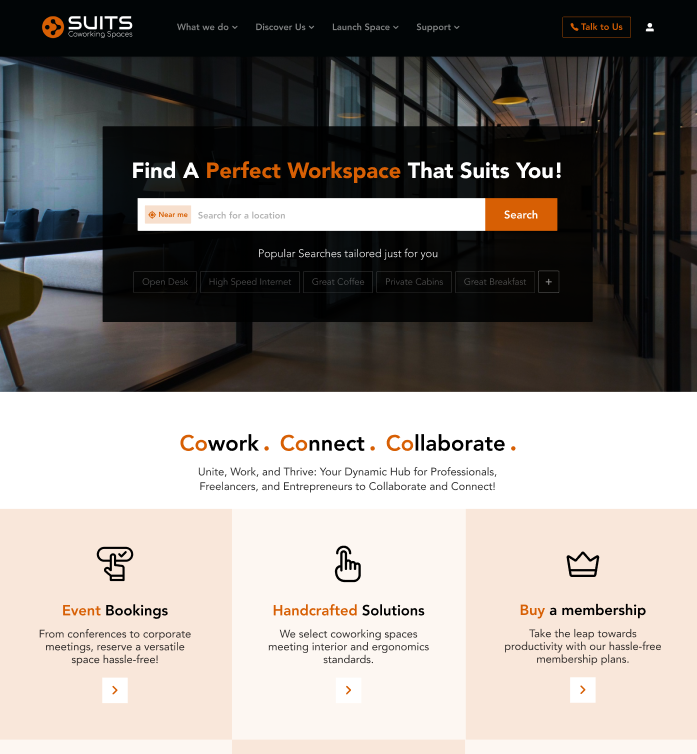 SUITS
Coworking Spaces
What we do
Discover Us
Launch Space
Support
Talk to Us
Find A Perfect Workspace That Suits You!
Near me
Search for a location
Search
Popular Searches tailored just for you
Open Desk
High Speed Internet
Great Coffee
Private Cabins
Great Breakfast
+
Cowork . Connect . Collaborate .
Unite, Work, and Thrive: Your Dynamic Hub for Professionals,
Freelancers, and Entrepreneurs to Collaborate and Connect!
Event Bookings
From conferences to corporate
meetings, reserve a versatile
space hassle-free!
Handcrafted Solutions
We select coworking spaces
meeting interior and ergonomics
standards.
Buy a membership
Take the leap towards
productivity with our hassle-free
membership plans.